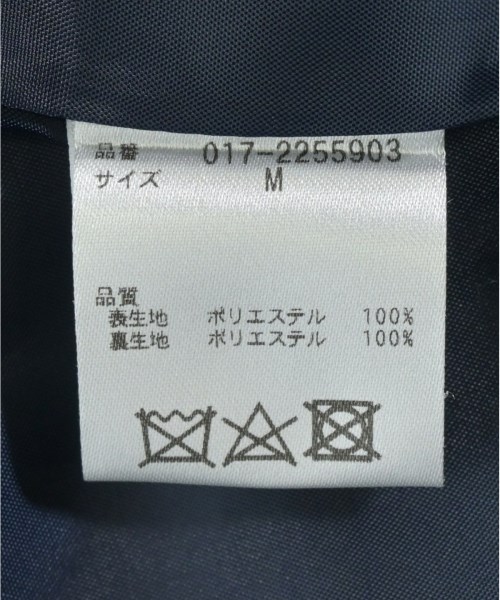 品番 017-2255903
サイズ M
品質
表生地 ポリエステル 100%
裏生地 ポリエステル 100%